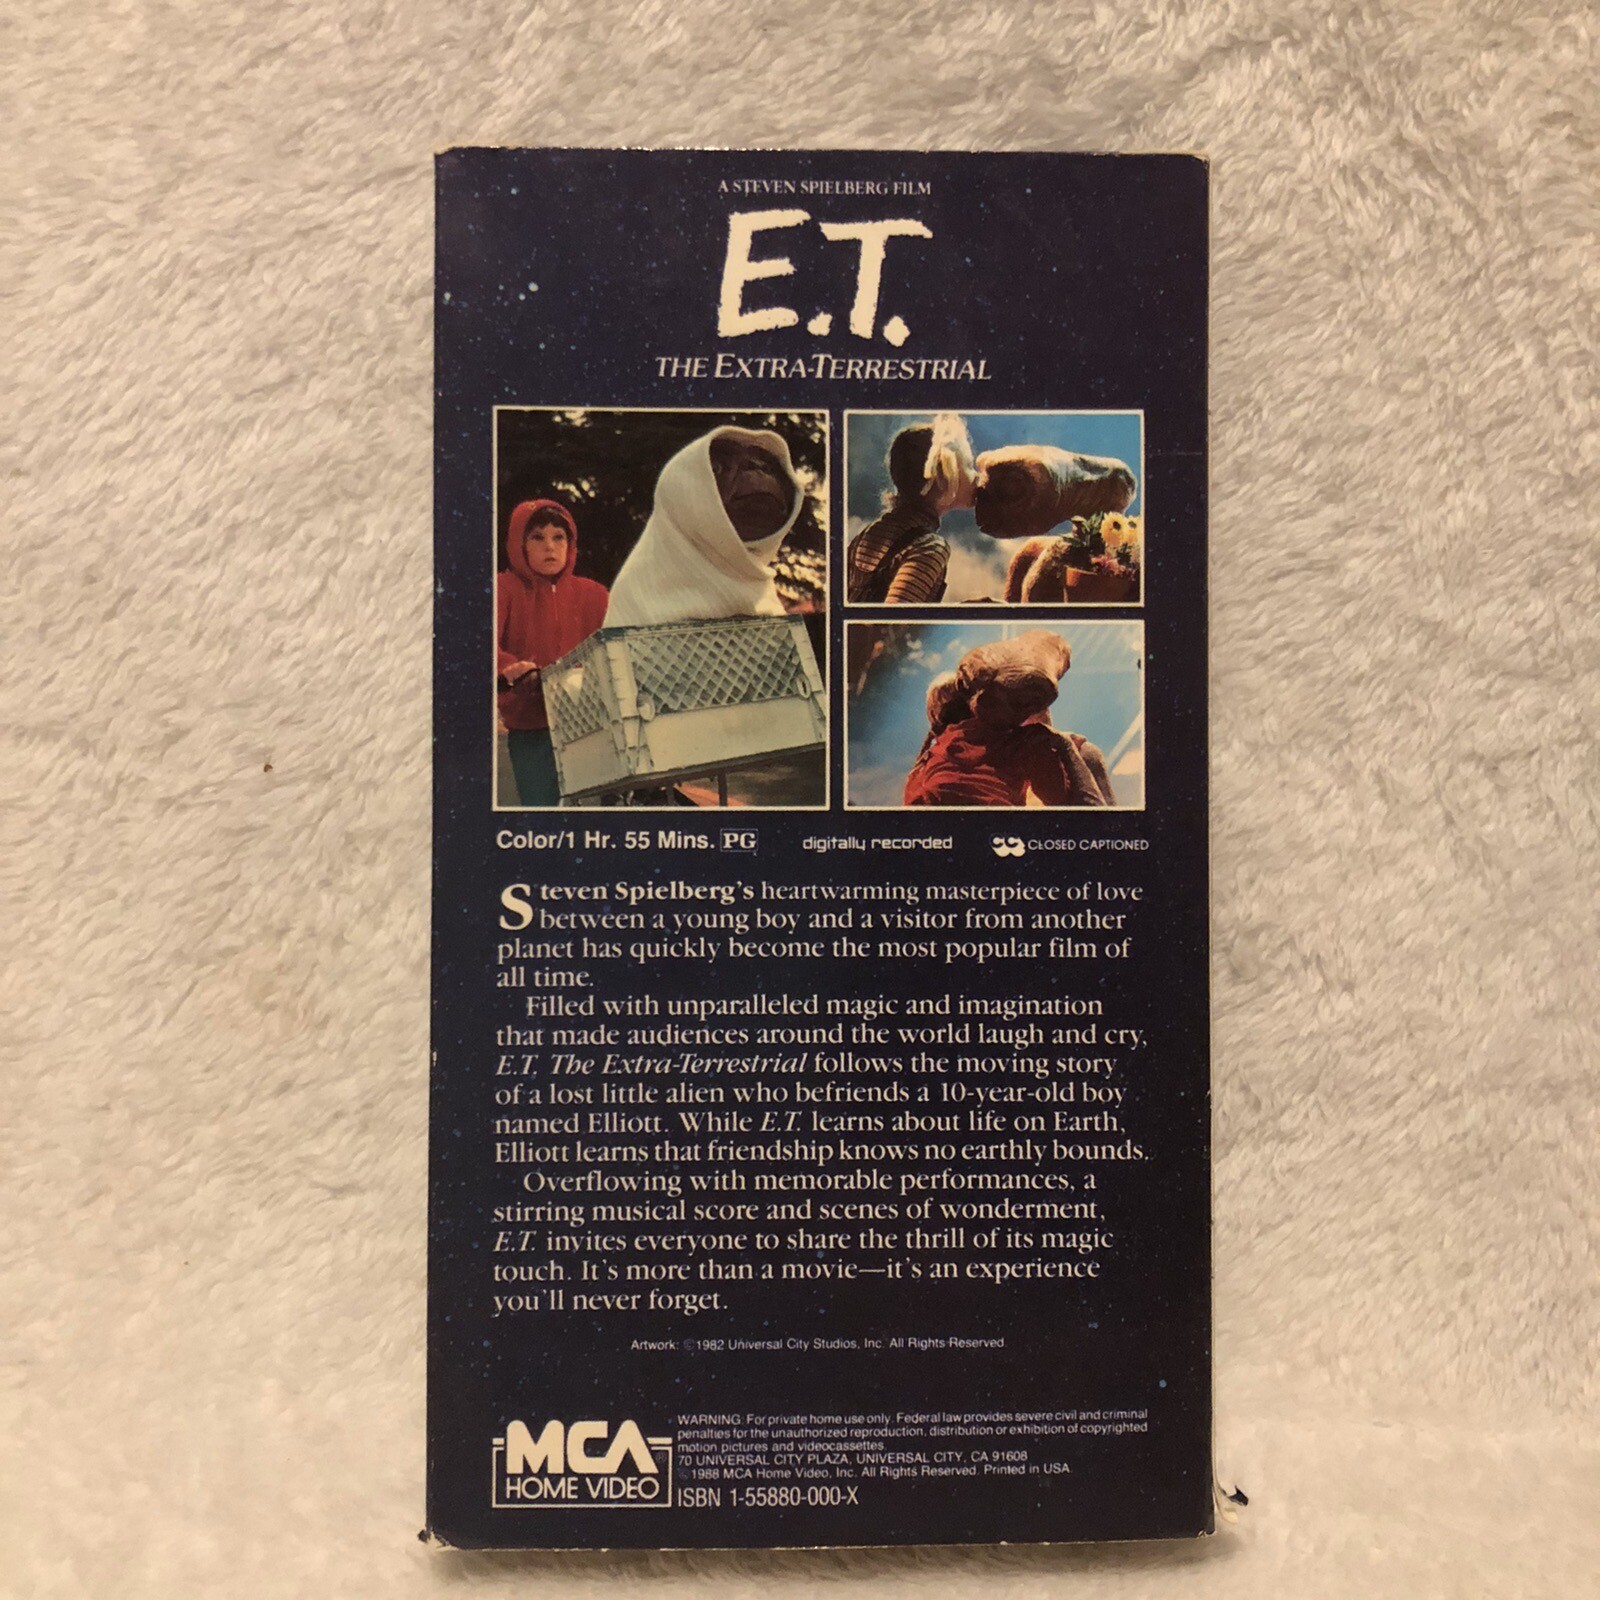 A STEVEN SPIELBERG FILM
E.T.
THE EXTRA-TERRESTRIAL
Color/1 Hr. 55 Mins. PG digitally recorded CLOSED CAPTIONED
Steven Spielberg's heartwarming masterpiece of love
between a young boy and a visitor from another
planet has quickly become the most popular film of
all time.
Filled with unparalleled magic and imagination
that made audiences around the world laugh and cry,
E.T. The Extra-Terrestrial follows the moving story
of a lost little alien who befriends a 10-year-old boy
named Elliott. While E.T. learns about life on Earth,
Elliott learns that friendship knows no earthly bounds.
Overflowing with memorable performances, a
stirring musical score and scenes of wonderment,
E.T. invites everyone to share the thrill of its magic
touch. It's more than a movie—it's an experience
you'll never forget.
Artwork: ©1982 Universal City Studios, Inc. All Rights Reserved.
MCA
HOME VIDEO
WARNING: For private home use only. Federal law provides severe civil and criminal
penalties for the unauthorized reproduction, distribution or exhibition of copyrighted
motion pictures and videocassettes.
70 UNIVERSAL CITY PLAZA, UNIVERSAL CITY, CA 91608
©1988 MCA Home Video, Inc. All Rights Reserved. Printed in USA.
ISBN 1-55880-000-X